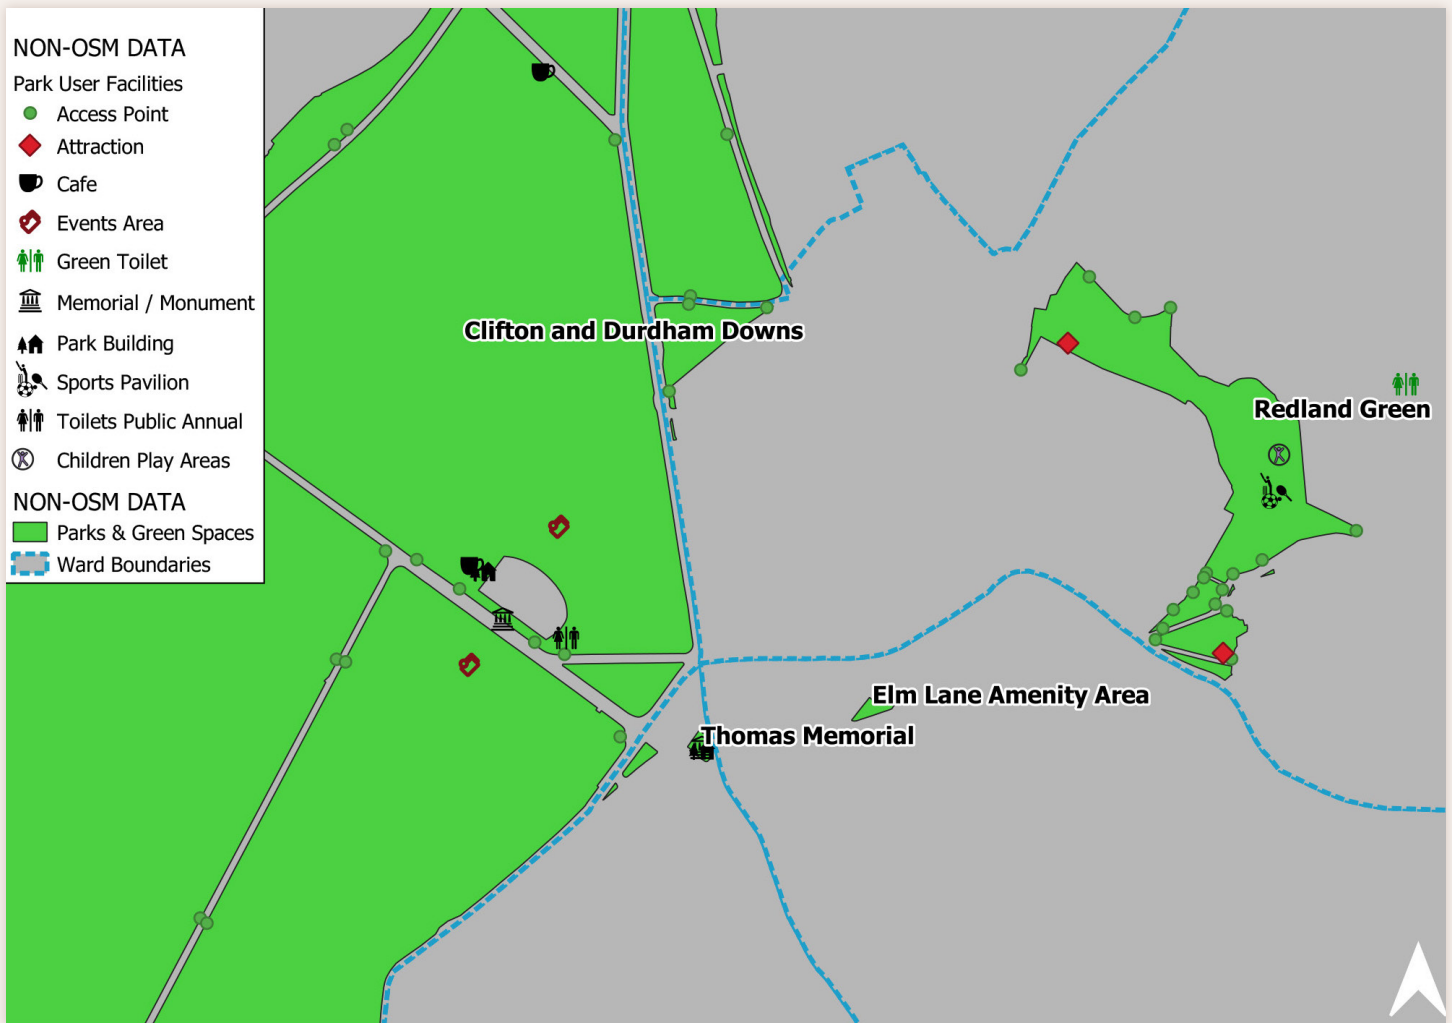 NON-OSM DATA
Park User Facilities
Access Point
Attraction
Cafe
Events Area
Green Toilet
Memorial / Monument
Park Building
Sports Pavilion
Toilets Public Annual
Children Play Areas
NON-OSM DATA
Parks & Green Spaces
Ward Boundaries
Clifton and Durdham Downs
Redland Green
Elm Lane Amenity Area
Thomas Memorial